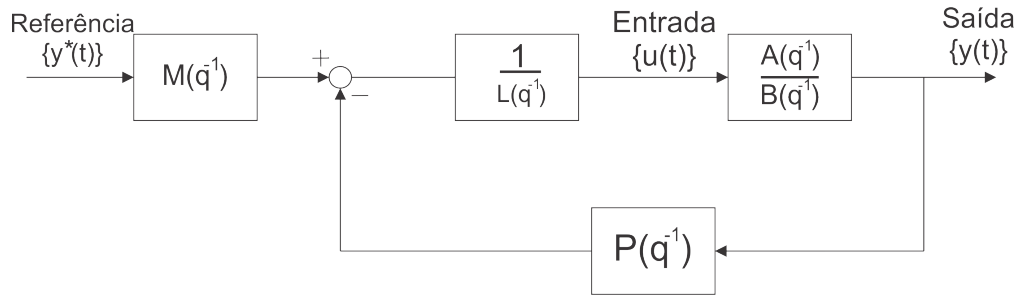 Referência
{y*(t)}
M(q⁻¹)
+
−
1
L(q⁻¹)
Entrada
{u(t)}
A(q⁻¹)
B(q⁻¹)
Saída
{y(t)}
P(q⁻¹)